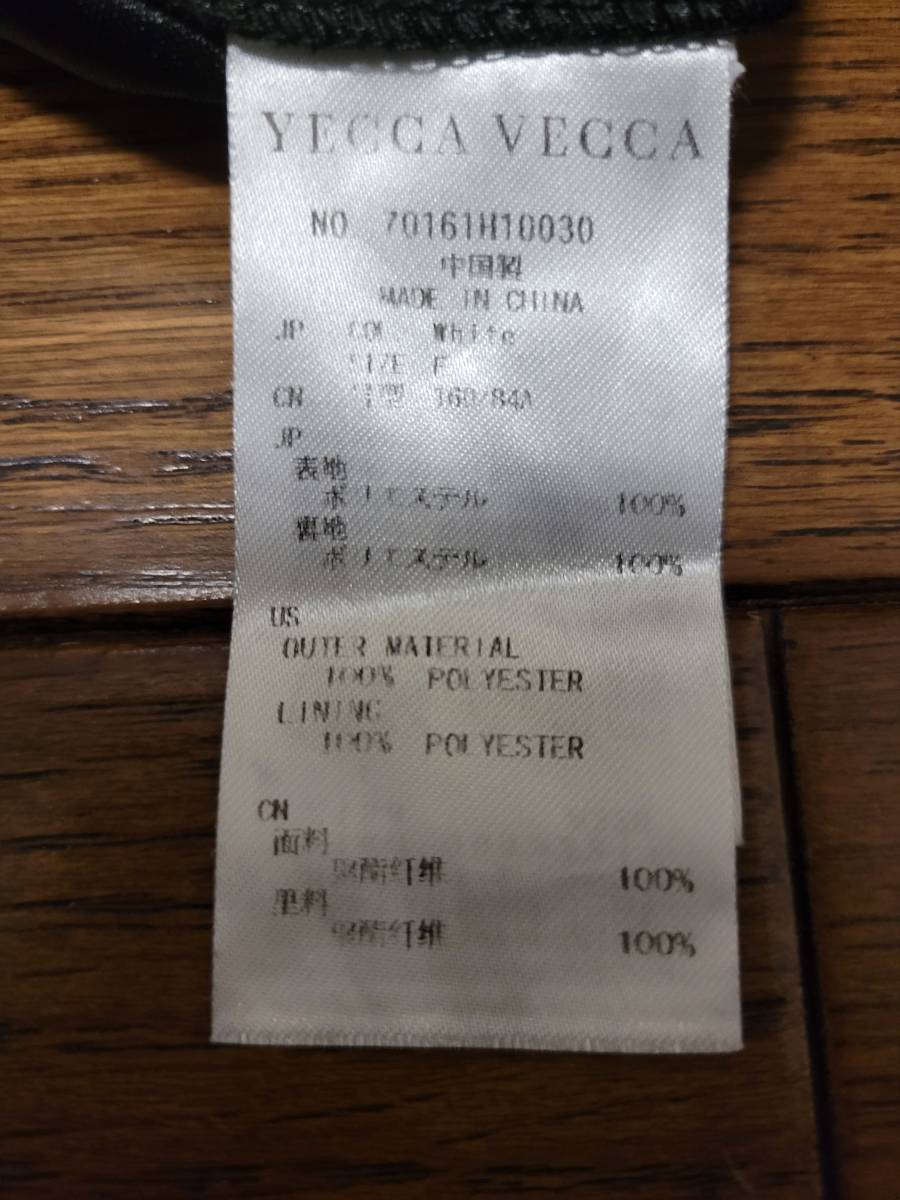 YECCA VECCA
NO 70161H10030
中国製
MADE IN CHINA
JP COL White
SIZE F
CN 号型 160/84A
JP
表地
ポリエステル 100%
裏地
ポリエステル 100%
US
OUTER MATERIAL
100% POLYESTER
LINING
100% POLYESTER
CN
面料
聚酯纤维 100%
里料
聚酯纤维 100%